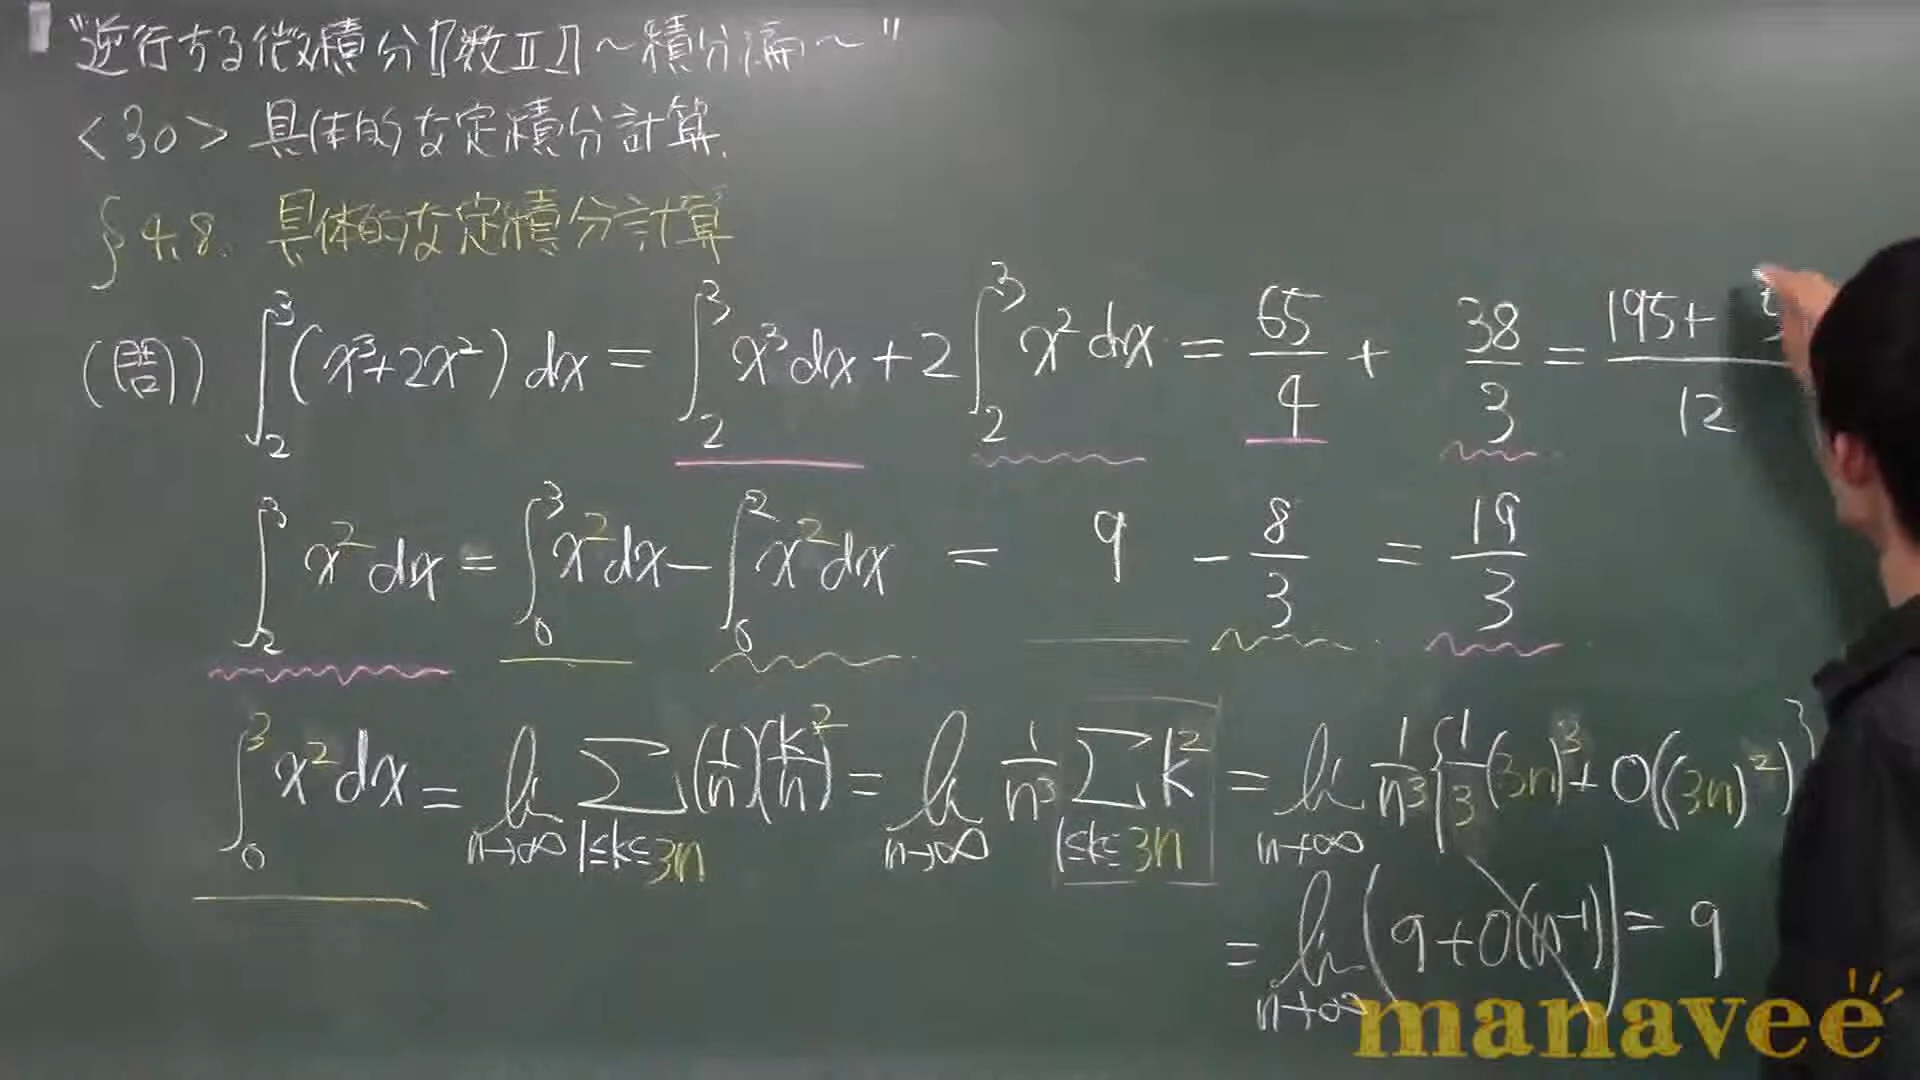 "逆行する微積分『数II』～積分編～"
<30> 具体的な定積分計算.
§4.8. 具体的な定積分計算
(問) ∫₂³(x³+2x²)dx = ∫₂³x³dx + 2∫₂³x²dx = 65/4 + 38/3 = 195+ /12
∫₂³x²dx = ∫₀³x²dx - ∫₀²x²dx = 9 - 8/3 = 19/3
∫₀³x²dx = lim n→∞ Σ 1≤k≤3n (1/n)(k/n)² = lim n→∞ 1/n³ Σ 1≤k≤3n k² = lim n→∞ 1/n³{1/3(3n)³+O((3n)²)}
= lim n→∞ (9+O(n⁻¹)) = 9
manavee